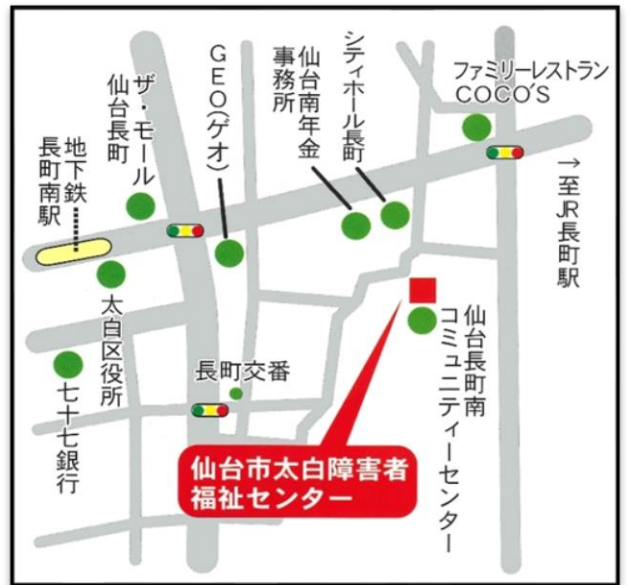 ファミリーレストラン
COCO'S
シティホール長町
仙台南年金
事務所
GEO(ゲオ)
ザ・モール
仙台長町
地下鉄
長町南駅
→至JR長町駅
太白区役所
七十七銀行
長町交番
仙台長町南
コミュニティーセンター
仙台市太白障害者
福祉センター